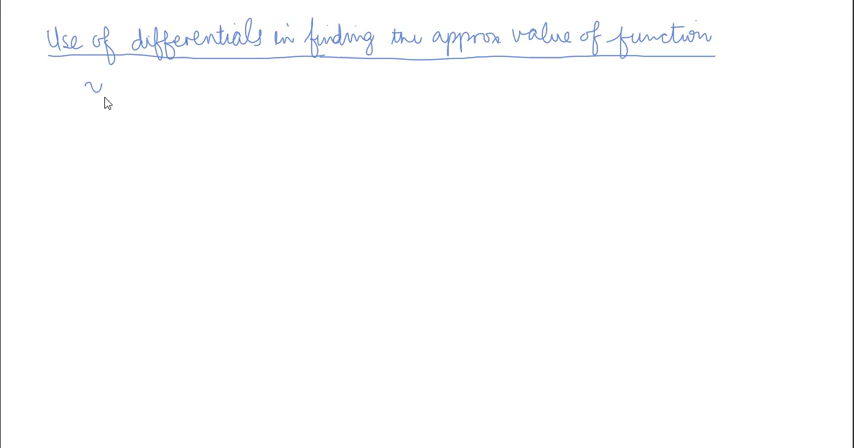 Use of differentials in finding the approx value of function